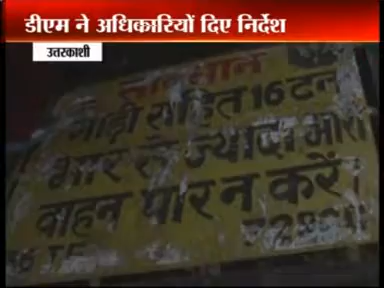 डीएम ने अधिकारियों दिए निर्देश
उत्तरकाशी
सावधान
गाड़ी सहित 16 टन
भार से ज्यादा भारी
वाहन पार न करें।